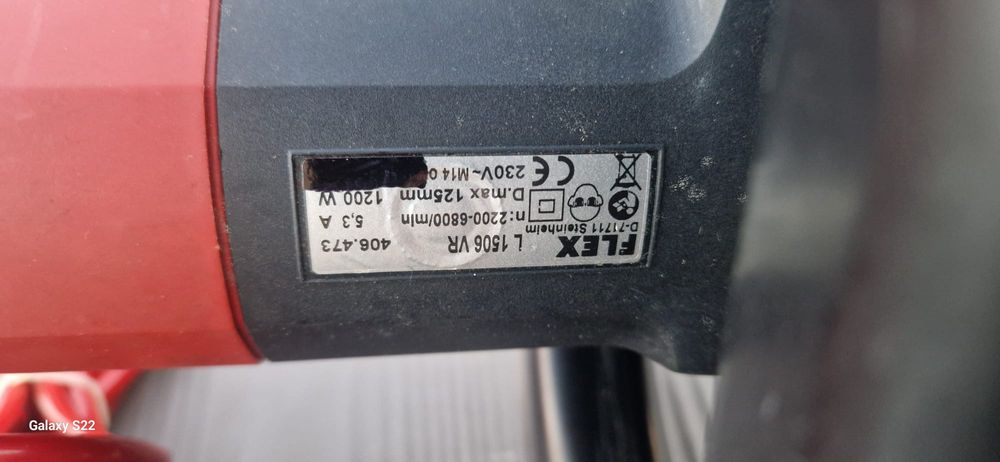 FLEX L 1506 VR 406.473
D-71711 Steinheim
n:2200-6800/min 5,3 A
D.max 125mm 1200 W
CE 230V~ M14
Galaxy S22